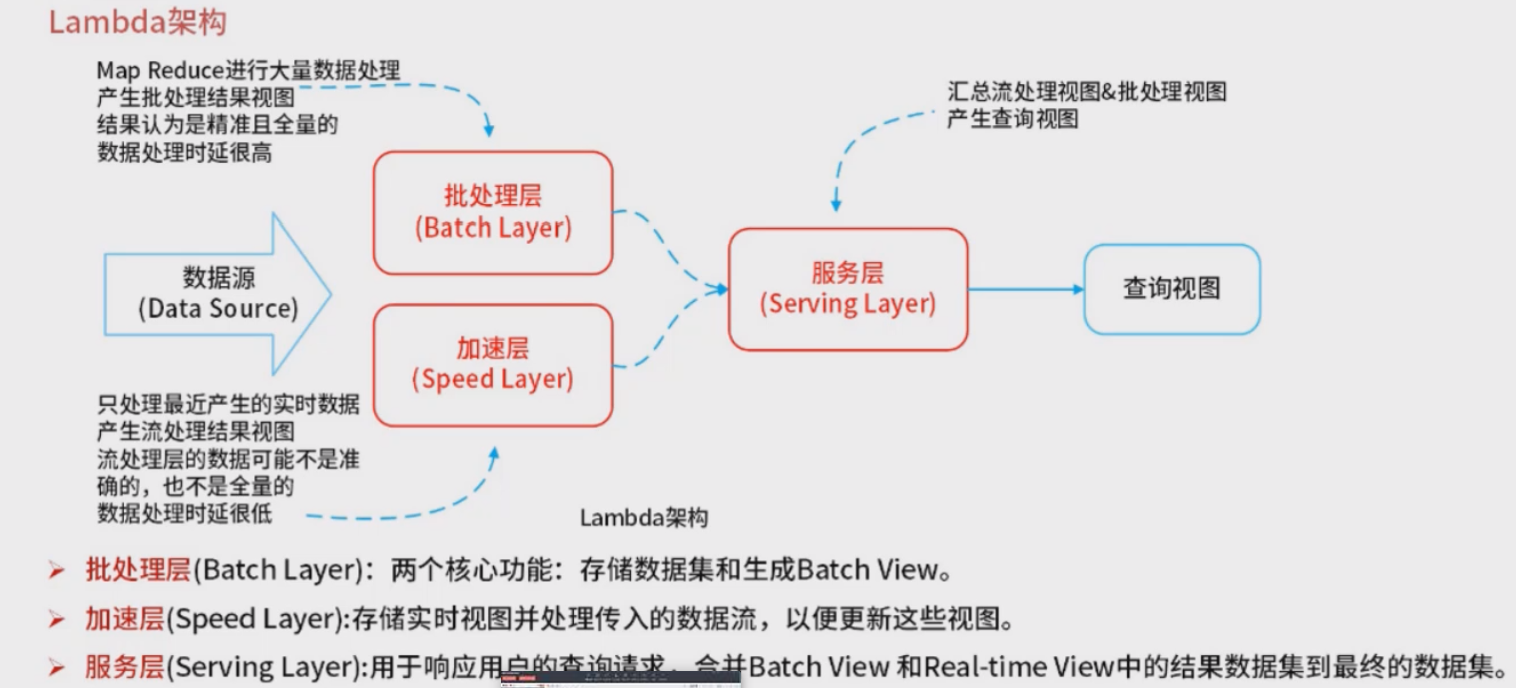 Lambda架构
Map Reduce进行大量数据处理
产生批处理结果视图
结果认为是精准且全量的
数据处理时延很高
汇总流处理视图&批处理视图
产生查询视图
批处理层
(Batch Layer)
数据源
(Data Source)
服务层
(Serving Layer)
查询视图
加速层
(Speed Layer)
只处理最近产生的实时数据
产生流处理结果视图
流处理层的数据可能不是准
确的，也不是全量的
数据处理时延很低
Lambda架构
批处理层(Batch Layer)：两个核心功能：存储数据集和生成Batch View。
加速层(Speed Layer):存储实时视图并处理传入的数据流，以便更新这些视图。
服务层(Serving Layer):用于响应用户的查询请求，合并Batch View 和Real-time View中的结果数据集到最终的数据集。